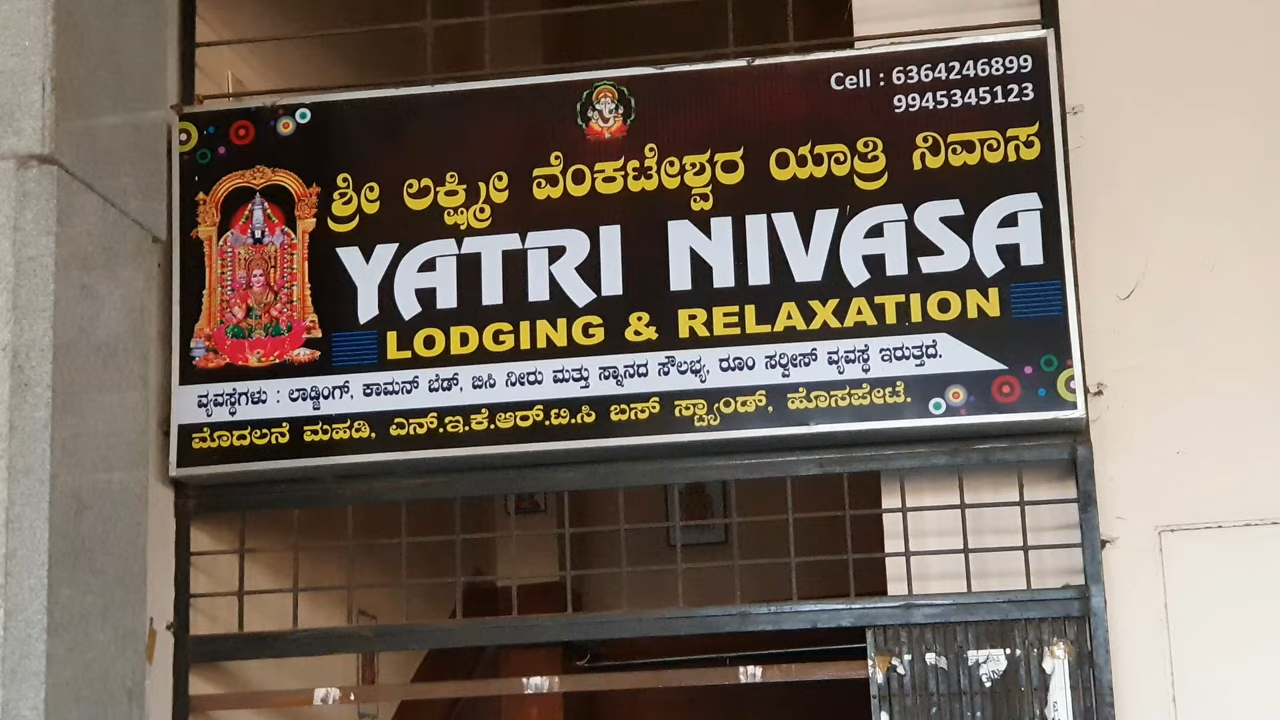 Cell : 6364246899
9945345123
ಶ್ರೀ ಲಕ್ಷ್ಮೀ ವೆಂಕಟೇಶ್ವರ ಯಾತ್ರಿ ನಿವಾಸ
YATRI NIVASA
LODGING & RELAXATION
ವ್ಯವಸ್ಥೆಗಳು : ಲಾಡ್ಜಿಂಗ್, ಕಾಮನ್ ಬೆಡ್, ಬಿಸಿ ನೀರು ಮತ್ತು ಸ್ನಾನದ ಸೌಲಭ್ಯ, ರೂಂ ಸರ್‍ವೀಸ್ ವ್ಯವಸ್ಥೆ ಇರುತ್ತದೆ.
ಮೊದಲನೆ ಮಹಡಿ, ಎನ್.ಇ.ಕೆ.ಆರ್.ಟಿ.ಸಿ ಬಸ್ ಸ್ಟ್ಯಾಂಡ್, ಹೊಸಪೇಟೆ.